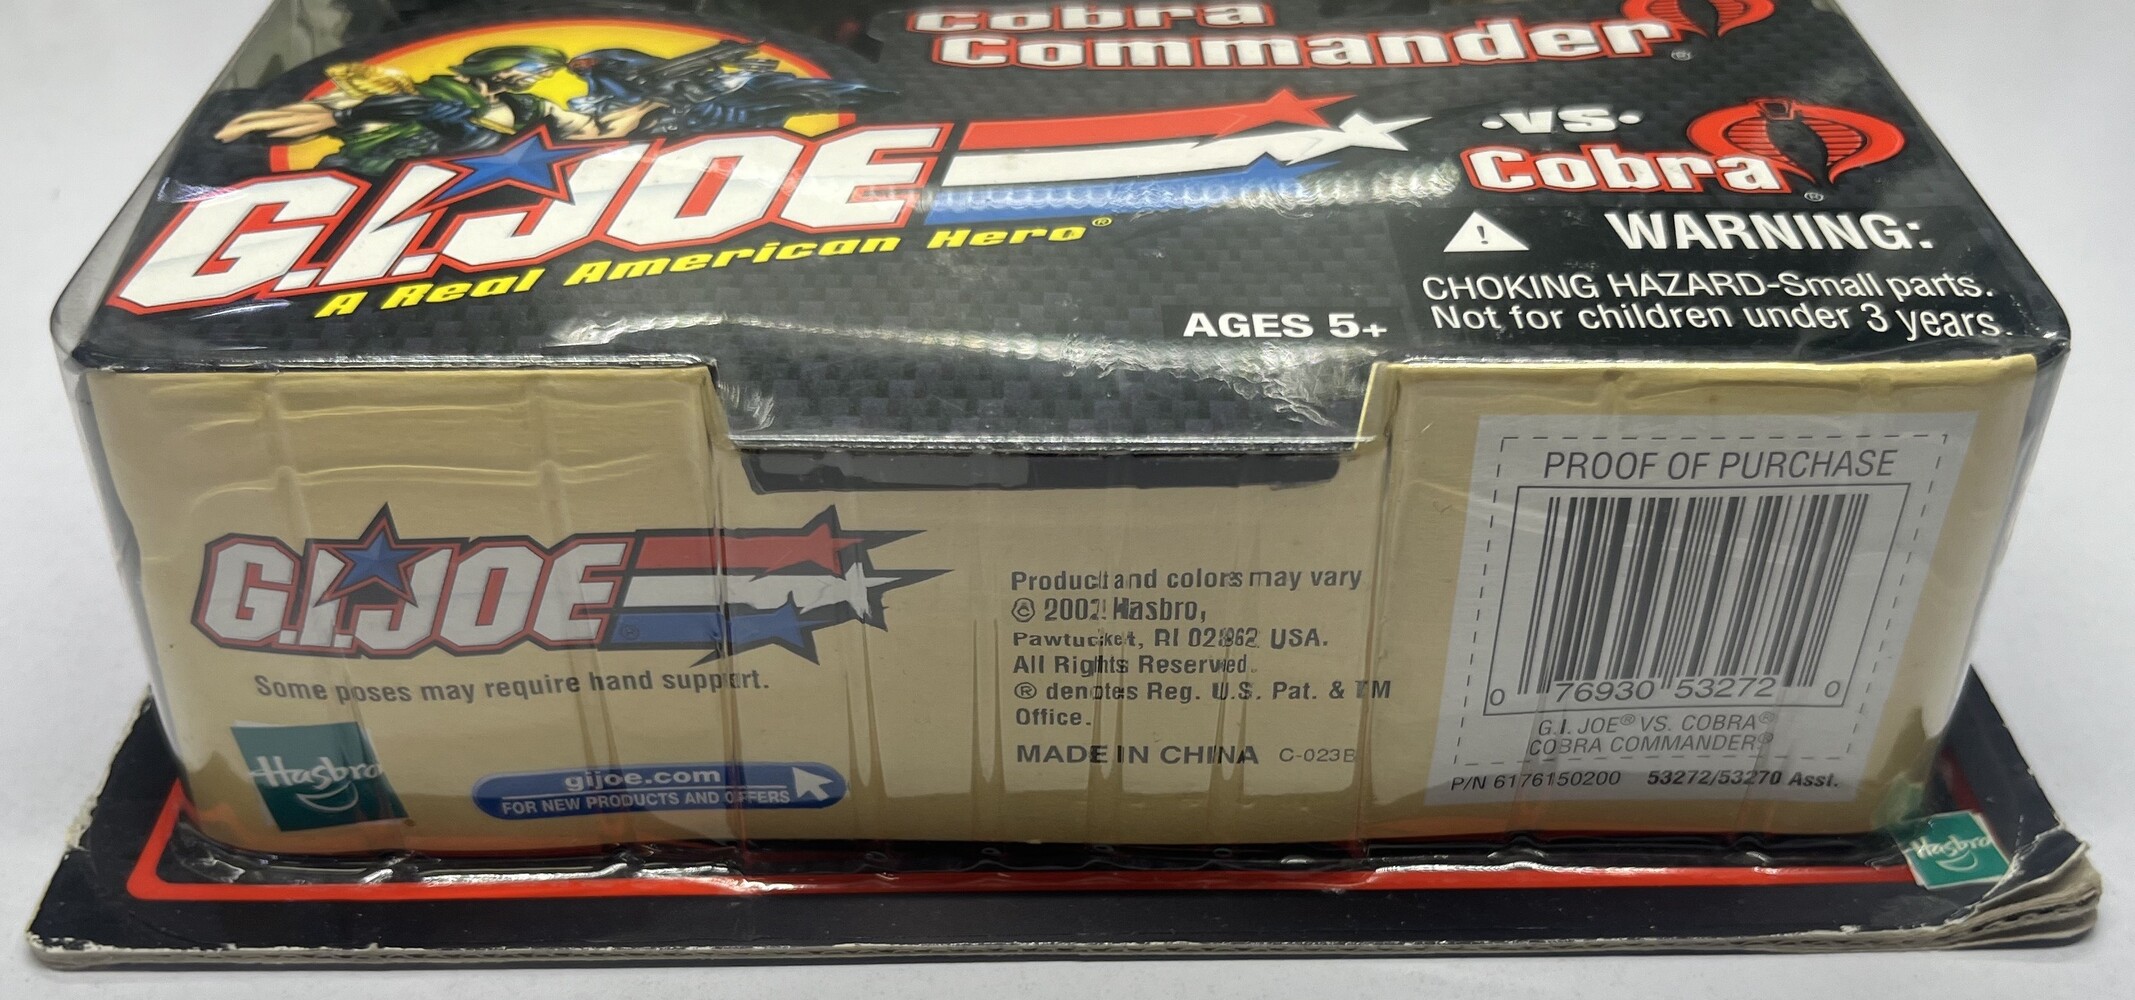 Cobra
Commander®
G.I.JOE
A Real American Hero®
·VS·
Cobra®
WARNING:
CHOKING HAZARD-Small parts.
Not for children under 3 years.
AGES 5+
G.I.JOE®
Some poses may require hand support.
Hasbro
gijoe.com
FOR NEW PRODUCTS AND OFFERS
Product and colors may vary
© 2002 Hasbro,
Pawtucket, RI 02862 USA.
All Rights Reserved.
® denotes Reg. U.S. Pat. & TM
Office.
MADE IN CHINA C-023B
PROOF OF PURCHASE
0 76930 53272 0
G.I. JOE® VS. COBRA®
COBRA COMMANDER®
P/N 6176150200 53272/53270 Asst.
Hasbro